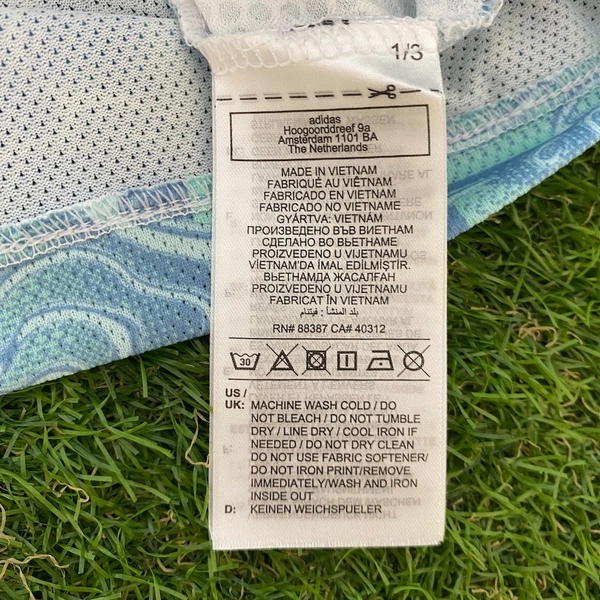 1/3
adidas
Hoogoorddreef 9a
Amsterdam 1101 BA
The Netherlands
MADE IN VIETNAM
FABRIQUÉ AU VIÊTNAM
FABRICADO EN VIETNAM
FABRICADO NO VIETNAME
GYÁRTVA: VIETNÁM
ПРОИЗВЕДЕНО ВЪВ ВИЕТНАМ
СДЕЛАНО ВО ВЬЕТНАМЕ
PROIZVEDENO U VIJETNAMU
VİETNAM'DA İMAL EDİLMİŞTİR.
ВЬЕТНАМДА ЖАСАЛҒАН
PROIZVEDENO U VIJETNAMU
FABRICAT ÎN VIETNAM
بلد المنشأ : فيتنام
RN# 88387 CA# 40312
30
US /
UK: MACHINE WASH COLD / DO
NOT BLEACH / DO NOT TUMBLE
DRY / LINE DRY / COOL IRON IF
NEEDED / DO NOT DRY CLEAN
DO NOT USE FABRIC SOFTENER/
DO NOT IRON PRINT/REMOVE
IMMEDIATELY/WASH AND IRON
INSIDE OUT
D: KEINEN WEICHSPUELER